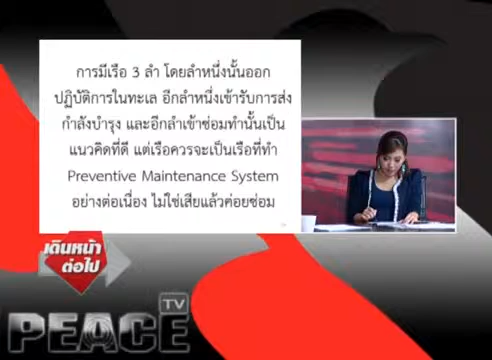 การมีเรือ 3 ลำ โดยลำหนึ่งนั้นออก
ปฏิบัติการในทะเล อีกลำหนึ่งเข้ารับการส่ง
กำลังบำรุง และอีกลำเข้าซ่อมทำนั้นเป็น
แนวคิดที่ดี แต่เรือควรจะเป็นเรือที่ทำ
Preventive Maintenance System
อย่างต่อเนื่อง ไม่ใช่เสียแล้วค่อยซ่อม
เดินหน้า
ต่อไป
PEACE TV